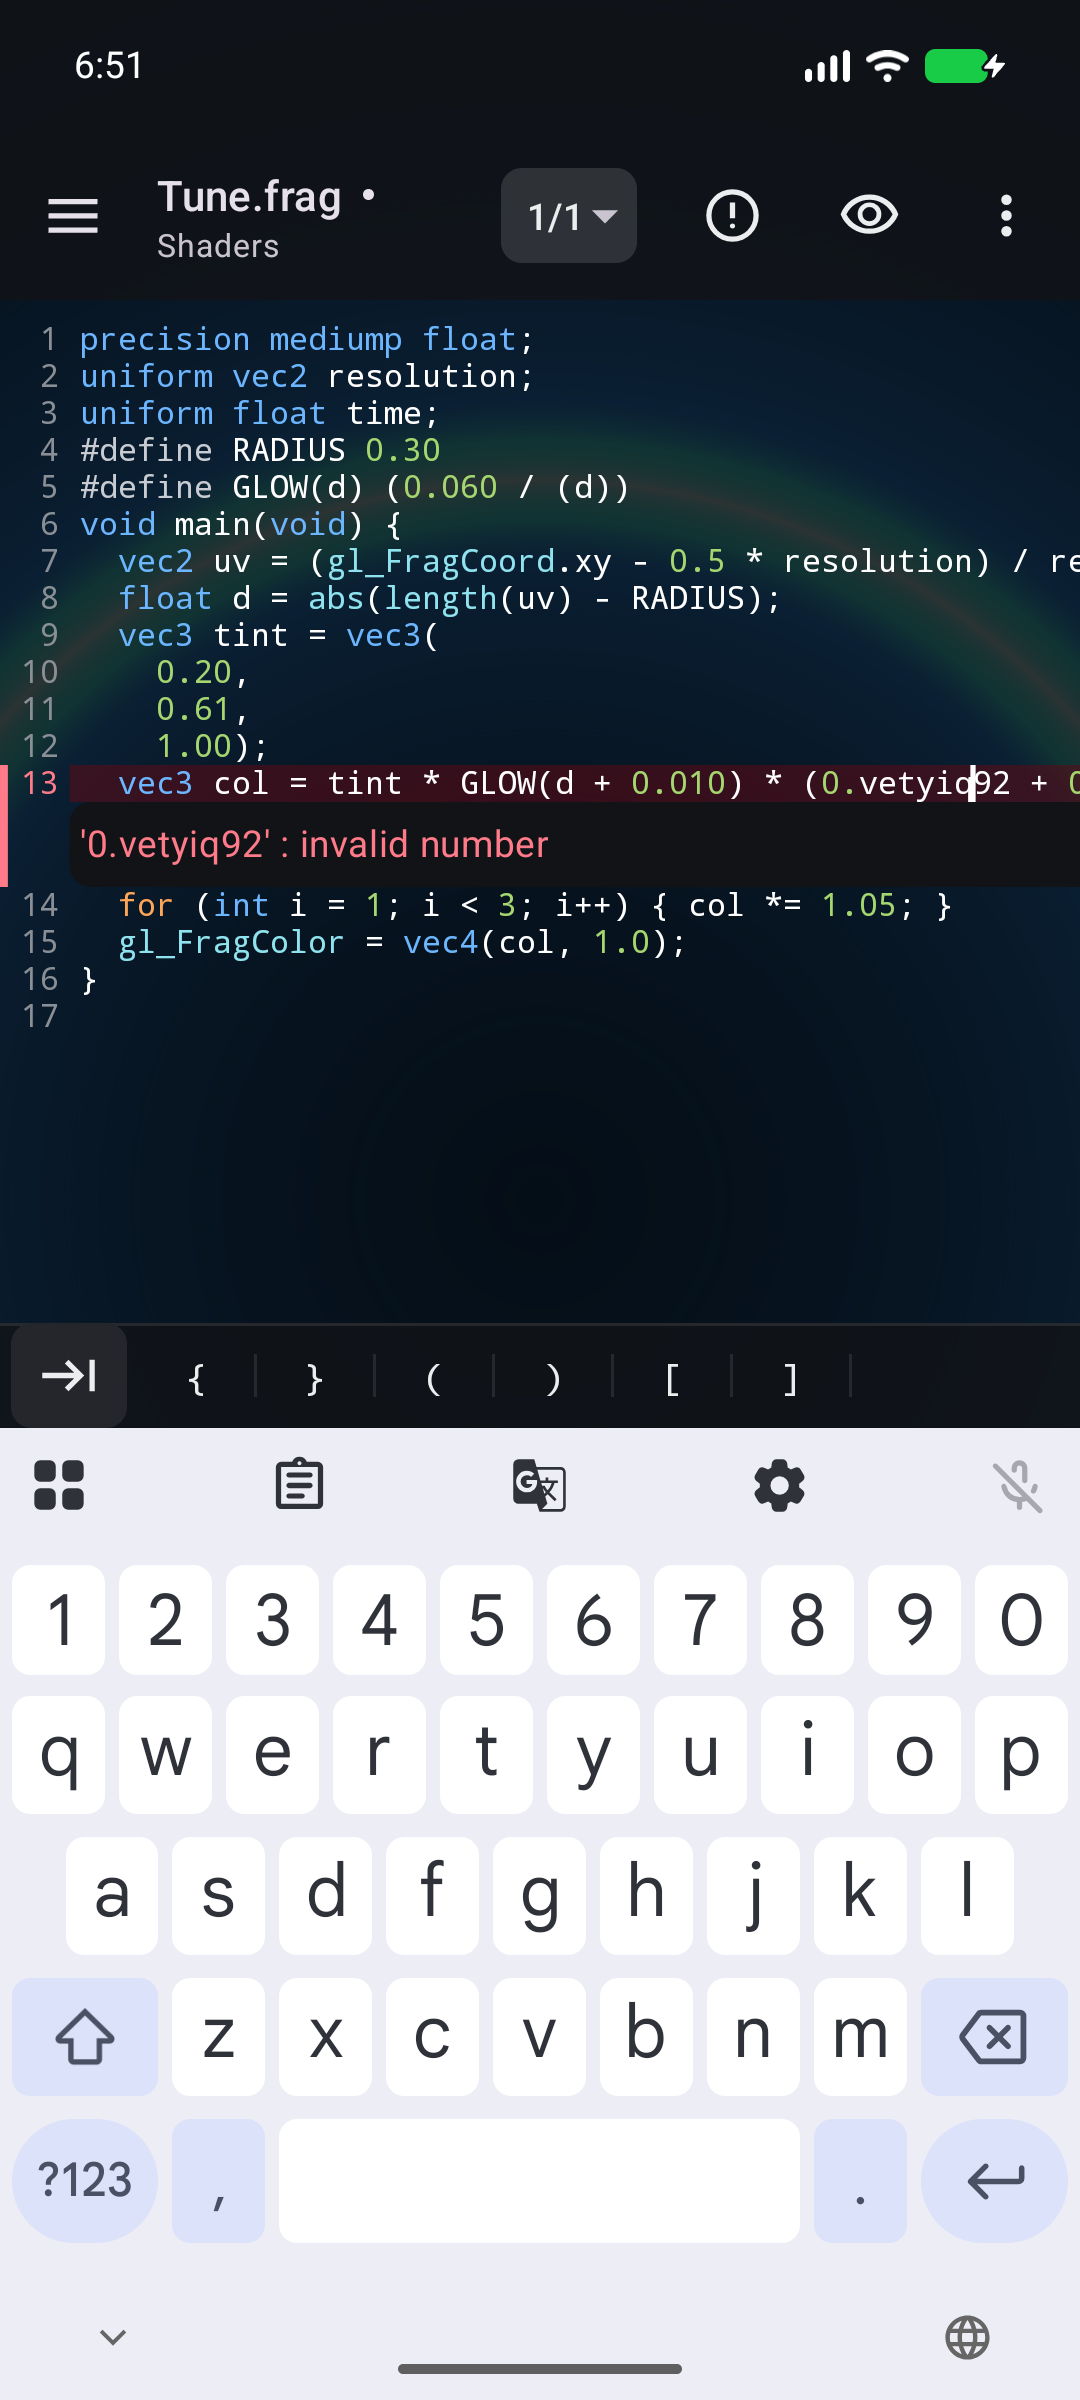 6:51
Tune.frag •
Shaders
1/1
1 precision mediump float;
2 uniform vec2 resolution;
3 uniform float time;
4 #define RADIUS 0.30
5 #define GLOW(d) (0.060 / (d))
6 void main(void) {
7 vec2 uv = (gl_FragCoord.xy - 0.5 * resolution) / re
8 float d = abs(length(uv) - RADIUS);
9 vec3 tint = vec3(
10 0.20,
11 0.61,
12 1.00);
13 vec3 col = tint * GLOW(d + 0.010) * (0.vetyiq92 + 0
'0.vetyiq92' : invalid number
14 for (int i = 1; i < 3; i++) { col *= 1.05; }
15 gl_FragColor = vec4(col, 1.0);
16 }
17
{ } ( ) [ ]
1 2 3 4 5 6 7 8 9 0
q w e r t y u i o p
a s d f g h j k l
z x c v b n m
?123 , .